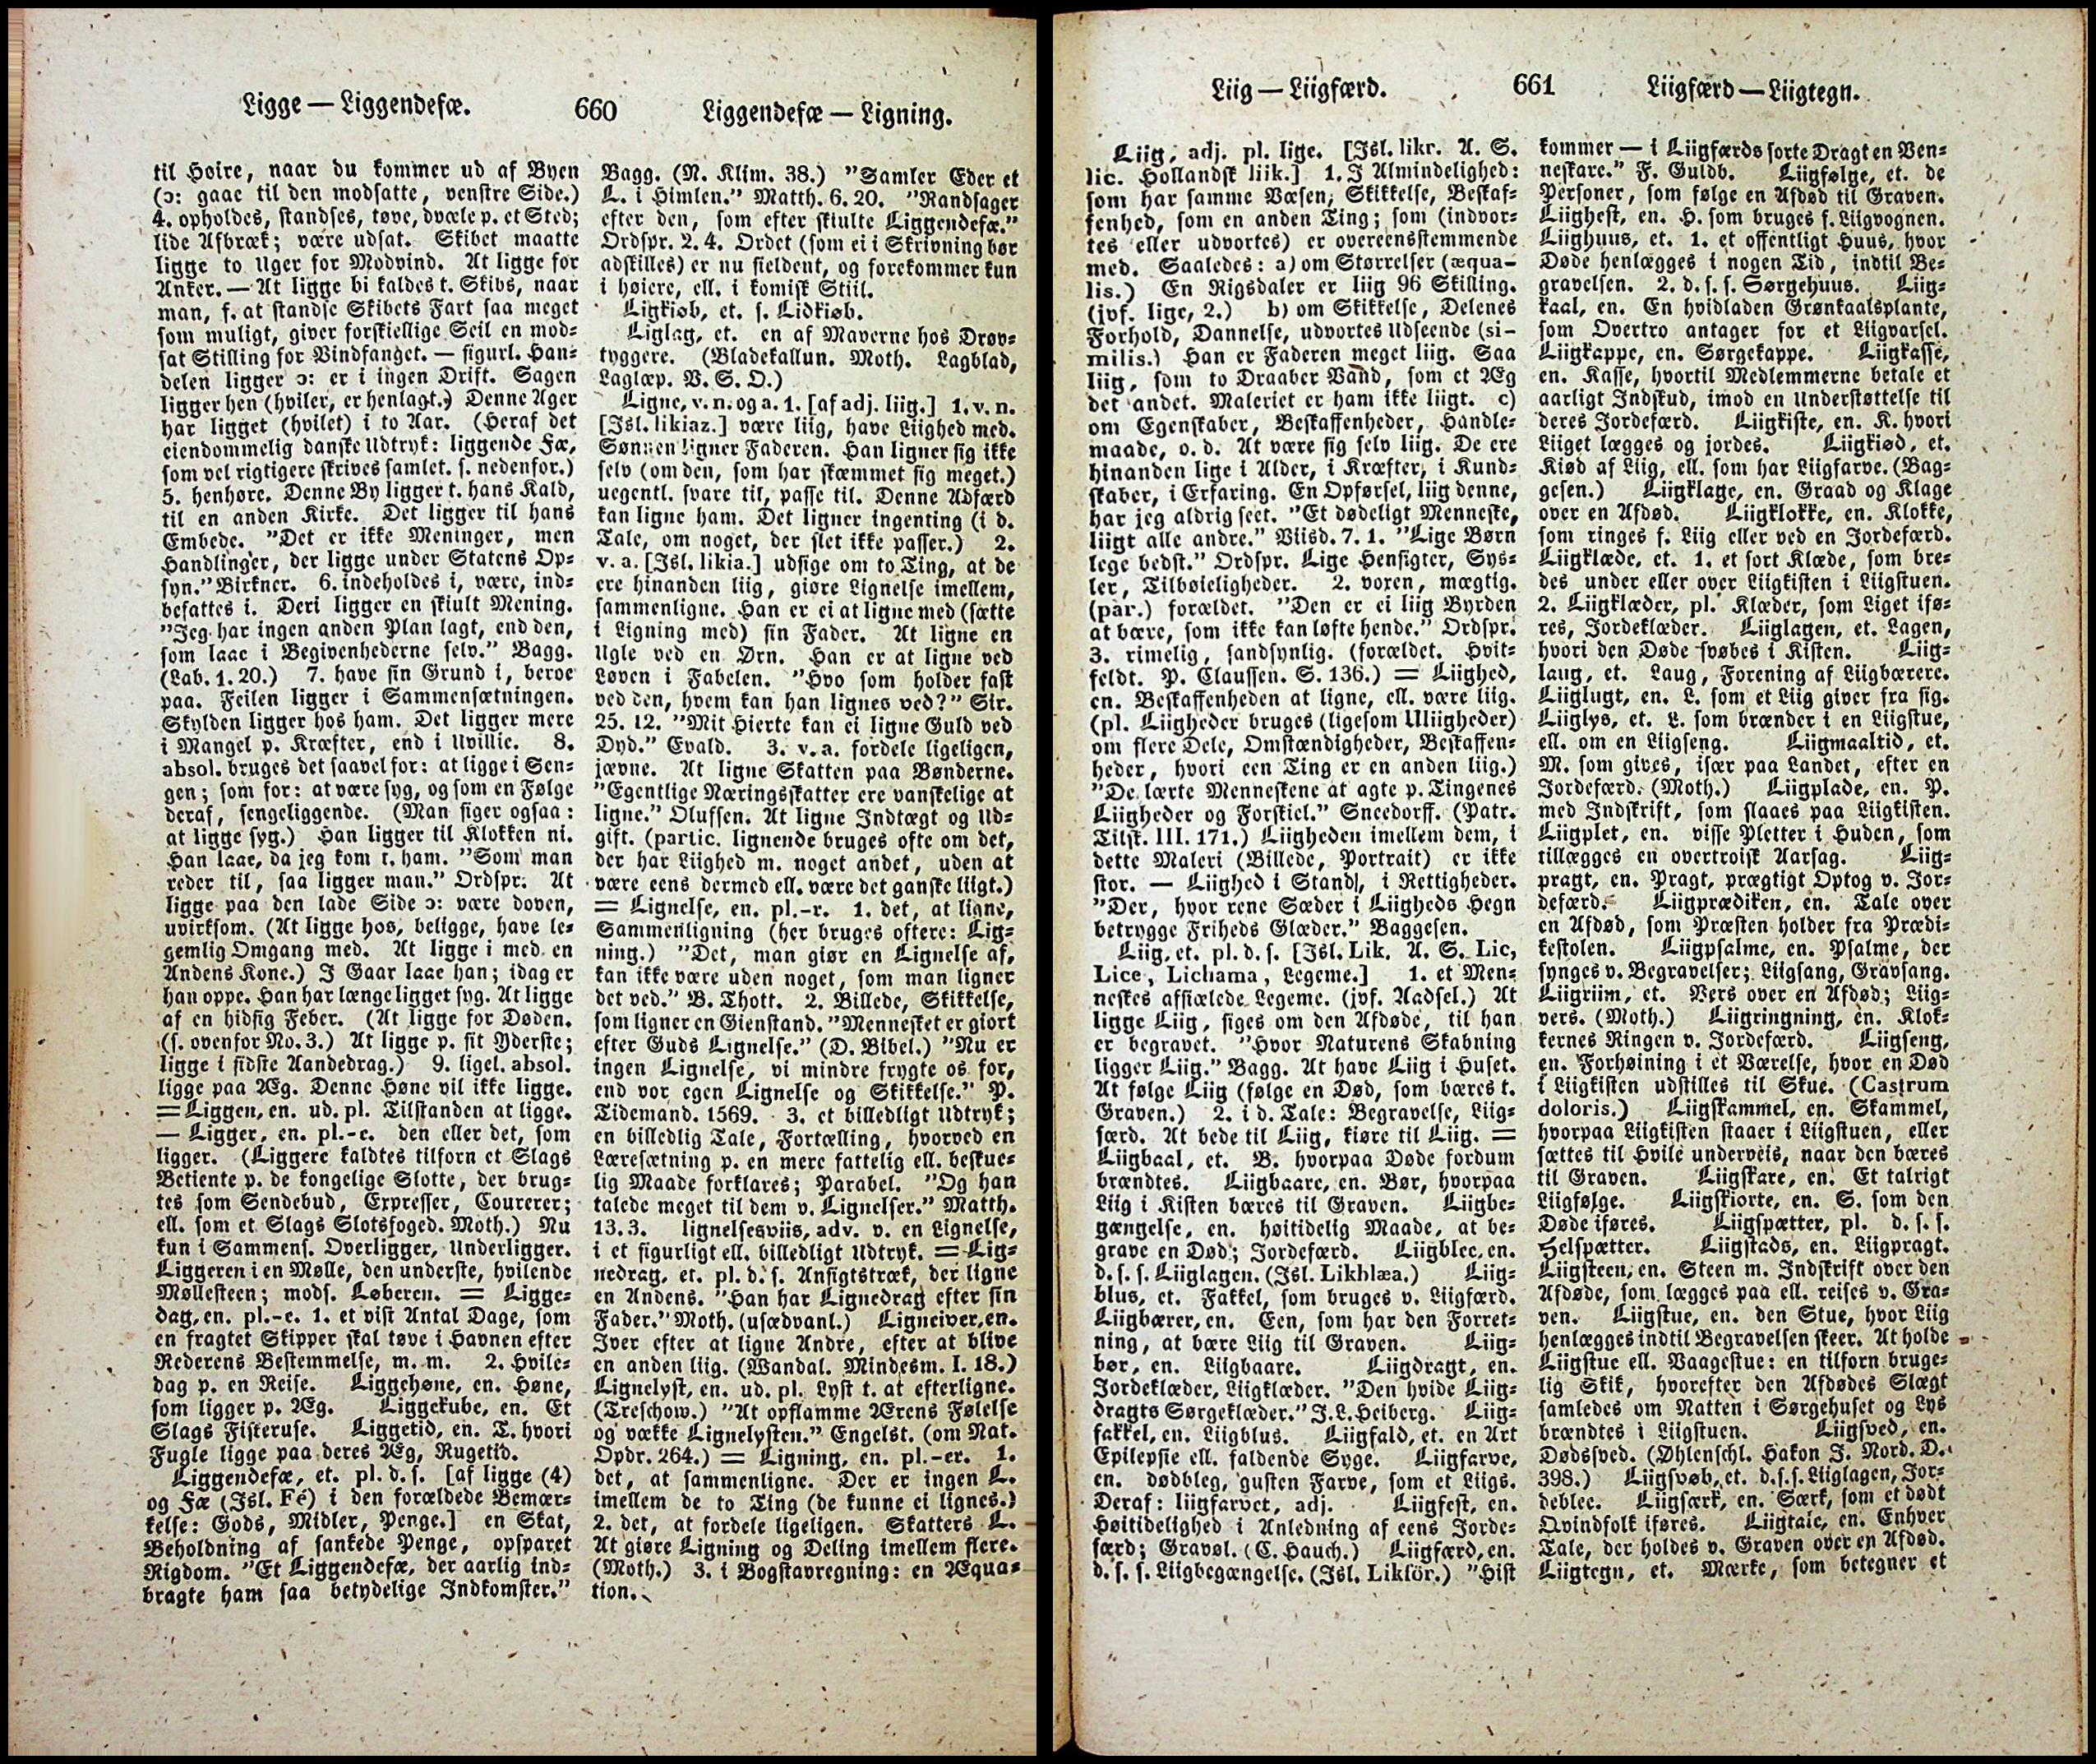 Ligge — Liggendefæ.
660
Liggendefæ — Ligning.
til Høire, naar du kommer ud af Byen
(ɔ: gaae til den modsatte, venstre Side.)
4. opholdes, standses, tøve, dvæle p. et Sted;
lide Afbræk; være udsat. Skibet maatte
ligge to Uger for Modvind. At ligge for
Anker. — At ligge bi kaldes t. Skibs, naar
man, f. at standse Skibets Fart saa meget
som muligt, giver forskiellige Seil en mod-
sat Stilling for Vindfanget. — figurl. Han-
delen ligger ɔ: er i ingen Drift. Sagen
ligger hen (hviler, er henlagt.) Denne Ager
har ligget (hvilet) i to Aar. (Heraf det
eiendommelig danske Udtryk: liggende Fæ,
som vel rigtigere skrives samlet. s. nedenfor.)
5. henhøre. Denne By ligger t. hans Kald,
til en anden Kirke. Det ligger til hans
Embede. "Det er ikke Meninger, men
Handlinger, der ligge under Statens Op-
syn." Birkner. 6. indeholdes i, være, ind-
befattes i. Deri ligger en skiult Mening.
"Jeg har ingen anden Plan lagt, end den,
som laae i Begivenhederne selv." Bagg.
(Lab. 1. 20.) 7. have sin Grund i, beroe
paa. Feilen ligger i Sammensætningen.
Skylden ligger hos ham. Det ligger mere
i Mangel p. Kræfter, end i Uvillie. 8.
absol. bruges det saavel for: at ligge i Sen-
gen; som for: at være syg, og som en Følge
deraf, sengeliggende. (Man siger ogsaa:
at ligge syg.) Han ligger til Klokken ni.
Han laae, da jeg kom t. ham. "Som man
reder til, saa ligger man." Ordspr. At
ligge paa den lade Side ɔ: være doven,
uvirksom. (At ligge hos, beligge, have le-
gemlig Omgang med. At ligge i med en
Andens Kone.) I Gaar laae han; idag er
han oppe. Han har længe ligget syg. At ligge
af en hidsig Feber. (At ligge for Døden.
(s. ovenfor No. 3.) At ligge p. sit Yderste;
ligge i sidste Aandedrag.) 9. ligel. absol.
ligge paa Æg. Denne Høne vil ikke ligge.
= Liggen, en. ud. pl. Tilstanden at ligge.
— Ligger, en. pl.-e. den eller det, som
ligger. (Liggere kaldtes tilforn et Slags
Betiente p. de kongelige Slotte, der brug-
tes som Sendebud, Expresser, Courerer;
ell. som et Slags Slotsfoged. Moth.) Nu
kun i Sammens. Overligger, Underligger.
Liggeren i en Mølle, den underste, hvilende
Møllesteen; mods. Løberen. = Ligge-
dag, en. pl.-e. 1. et vist Antal Dage, som
en fragtet Skipper skal tøve i Havnen efter
Rederens Bestemmelse, m. m. 2. Hvile-
dag p. en Reise. Liggehøne, en. Høne,
som ligger p. Æg. Liggekube, en. Et
Slags Fiskeruse. Liggetid, en. T. hvori
Fugle ligge paa deres Æg, Rugetid.
Liggendefæ, et. pl. d. s. [af ligge (4)
og Fæ (Isl. Fé) i den forældede Bemær-
kelse: Gods, Midler, Penge.] en Skat,
Beholdning af sankede Penge, opsparet
Rigdom. "Et Liggendefæ, der aarlig ind-
bragte ham saa betydelige Indkomster."
Bagg. (N. Klim. 38.) "Samler Eder et
L. i Himlen." Matth. 6. 20. "Randsager
efter den, som efter skiulte Liggendefæ."
Ordspr. 2. 4. Ordet (som ei i Skrivning bør
adskilles) er nu sieldent, og forekommer kun
i høiere, ell. i komisk Stiil.
Ligkiøb, et. s. Lidkiøb.
Liglag, et. en af Maverne hos Drøv-
tyggere. (Bladekallun. Moth. Lagblad,
Laglæp. V. S. O.)
Ligne, v. n. og a. 1. [af adj. liig.] 1. v. n.
[Isl. likiaz.] være liig, have Liighed med.
Sønnen ligner Faderen. Han ligner sig ikke
selv (om den, som har skæmmet sig meget.)
uegentl. svare til, passe til. Denne Adfærd
kan ligne ham. Det ligner ingenting (i d.
Tale, om noget, der slet ikke passer.) 2.
v. a. [Isl. likia.] udsige om to Ting, at de
ere hinanden liig, giøre Lignelse imellem,
sammenligne. Han er ei at ligne med (sætte
i Ligning med) sin Fader. At ligne en
Ugle ved en Ørn. Han er at ligne ved
Løven i Fabelen. "Hvo som holder fast
ved den, hvem kan han lignes ved?" Sir.
25. 12. "Mit Hierte kan ei ligne Guld ved
Dyd." Evald. 3. v. a. fordele ligeligen,
jævne. At ligne Skatten paa Bønderne.
"Egentlige Næringsskatter ere vanskelige at
ligne." Olufsen. At ligne Indtægt og Ud-
gift. (partic. lignende bruges ofte om det,
der har Liighed m. noget andet, uden at
være eens dermed ell. være det ganske liigt.)
= Lignelse, en. pl.-r. 1. det, at ligne,
Sammenligning (her bruges oftere: Lig-
ning.) "Det, man giør en Lignelse af,
kan ikke være uden noget, som man ligner
det ved." B. Thott. 2. Billede, Skikkelse,
som ligner en Gienstand. "Mennesket er giort
efter Guds Lignelse." (D. Bibel.) "Nu er
ingen Lignelse, vi mindre frygte os for,
end vor egen Lignelse og Skikkelse." P.
Tidemand. 1569. 3. et billedligt Udtryk;
en billedlig Tale, Fortælling, hvorved en
Læresætning p. en mere fattelig ell. beskue-
lig Maade forklares; Parabel. "Og han
talede meget til dem v. Lignelser." Matth.
13. 3. lignelsesviis, adv. v. en Lignelse,
i et figurligt ell. billedligt Udtryk. = Lig-
nedrag, et. pl. d. s. Ansigtstræk, der ligne
en Andens. "Han har Lignedrag efter sin
Fader." Moth. (usædvanl.) Ligneiver, en.
Iver efter at ligne Andre, efter at blive
en anden liig. (Wandal. Mindesm. I. 18.)
Lignelyst, en. ud. pl. Lyst t. at efterligne.
(Treschow.) "At opflamme Ærens Følelse
og vække Lignelysten." Engelst. (om Nat.
Opdr. 264.) = Ligning, en. pl.-er. 1.
det, at sammenligne. Der er ingen L.
imellem de to Ting (de kunne ei lignes.)
2. det, at fordele ligeligen. Skatters L.
At giøre Ligning og Deling imellem flere.
(Moth.) 3. i Bogstavregning: en Æqua-
tion.
Liig — Liigfærd.
661
Liigfærd — Liigtegn.
Liig, adj. pl. lige. [Isl. likr. A. S.
lic. Hollandsk liik.] 1. I Almindelighed:
som har samme Væsen, Skikkelse, Beskaf-
fenhed, som en anden Ting; som (indvor-
tes eller udvortes) er overeensstemmende
med. Saaledes: a) om Størrelser (æqua-
lis.) En Rigsdaler er liig 96 Skilling.
(jvf. lige, 2.) b) om Skikkelse, Delenes
Forhold, Dannelse, udvortes Udseende (si-
milis.) Han er Faderen meget liig. Saa
liig, som to Draaber Vand, som et Æg
det andet. Maleriet er ham ikke liigt. c)
om Egenskaber, Beskaffenheder, Handle-
maade, o. d. At være sig selv liig. De ere
hinanden lige i Alder, i Kræfter, i Kund-
skaber, i Erfaring. En Opførsel, liig denne,
har jeg aldrig seet. "Et dødeligt Menneske,
liigt alle andre." Viisd. 7. 1. "Lige Børn
lege bedst." Ordspr. Lige Hensigter, Sys-
ler, Tilbøieligheder. 2. voxen, mægtig.
(par.) forældet. "Den er ei liig Byrden
at bære, som ikke kan løfte hende." Ordspr.
3. rimelig, sandsynlig. (forældet. Hvit-
feldt. P. Claussen. S. 136.) = Liighed,
en. Beskaffenheden at ligne, ell. være liig.
(pl. Liigheder bruges (ligesom Uliigheder)
om flere Dele, Omstændigheder, Beskaffen-
heder, hvori een Ting er en anden liig.)
"De lærte Menneskene at agte p. Tingenes
Liigheder og Forskiel." Sneedorff. (Patr.
Tilsk. III. 171.) Liigheden imellem dem, i
dette Maleri (Billede, Portrait) er ikke
stor. — Liighed i Stand, i Rettigheder.
"Der, hvor rene Sæder i Liigheds Hegn
betrygge Friheds Glæder." Baggesen.
Liig, et. pl. d. s. [Isl. Lik. A. S. Lic,
Lice, Lichama, Legeme.] 1. et Men-
neskes affiælede Legeme. (jvf. Aadsel.) At
ligge Liig, siges om den Afdøde, til han
er begravet. "Hvor Naturens Skabning
ligger Liig." Bagg. At have Liig i Huset.
At følge Liig (følge en Død, som bæres t.
Graven.) 2. i d. Tale: Begravelse, Liig-
færd. At bede til Liig, kiøre til Liig. =
Liigbaal, et. B. hvorpaa Døde fordum
brændtes. Liigbaare, en. Bør, hvorpaa
Liig i Kisten bæres til Graven. Liigbe-
gængelse, en. høitidelig Maade, at be-
grave en Død; Jordefærd. Liigblee, en.
d. s. s. Liiglagen. (Isl. Likblæa.) Liig-
blus, et. Fakkel, som bruges v. Liigfærd.
Liigbærer, en. Een, som har den Forret-
ning, at bære Liig til Graven. Liig-
bør, en. Liigbaare. Liigdragt, en.
Jordeklæder, Liigklæder. "Den hvide Liig-
dragts Sørgeklæder." J. L. Heiberg. Liig-
fakkel, en. Liigblus. Liigfald, et. en Art
Epilepsie ell. faldende Syge. Liigfarve,
en. dødbleg, gusten Farve, som et Liigs.
Deraf: liigfarvet, adj. Liigfest, en.
Høitidelighed i Anledning af eens Jorde-
færd; Gravøl. (C. Hauch.) Liigfærd, en.
d. s. s. Liigbegængelse. (Isl. Likför.) "Hist
kommer — i Liigfærds sorte Dragt en Ven-
neskare." F. Guldb. Liigfølge, et. de
Personer, som følge en Afdød til Graven.
Liighest, en. H. som bruges f. Liigvognen.
Liighuus, et. 1. et offentligt Huus, hvor
Døde henlægges i nogen Tid, indtil Be-
gravelsen. 2. d. s. s. Sørgehuus. Liig-
kaal, en. En hvidladen Grønkaalsplante,
som Overtro antager for et Liigvarsel.
Liigkappe, en. Sørgekappe. Liigkasse,
en. Kasse, hvortil Medlemmerne betale et
aarligt Indskud, imod en Understøttelse til
deres Jordefærd. Liigkiste, en. K. hvori
Liiget lægges og jordes. Liigkiød, et.
Kiød af Liig, ell. som har Liigfarve. (Bag-
gesen.) Liigklage, en. Graad og Klage
over en Afdød. Liigklokke, en. Klokke,
som ringes f. Liig eller ved en Jordefærd.
Liigklæde, et. 1. et sort Klæde, som bre-
des under eller over Liigkisten i Liigstuen.
2. Liigklæder, pl. Klæder, som Liget ifø-
res, Jordeklæder. Liiglagen, et. Lagen,
hvori den Døde svøbes i Kisten. Liig-
laug, et. Laug, Forening af Liigbærere.
Liiglugt, en. L. som et Liig giver fra sig.
Liiglys, et. L. som brænder i en Liigstue,
ell. om en Liigseng. Liigmaaltid, et.
M. som gives, især paa Landet, efter en
Jordefærd. (Moth.) Liigplade, en. P.
med Indskrift, som slaaes paa Liigkisten.
Liigplet, en. visse Pletter i Huden, som
tillægges en overtroisk Aarsag. Liig-
pragt, en. Pragt, prægtigt Optog v. Jor-
defærd. Liigprædiken, en. Tale over
en Afdød, som Præsten holder fra Prædi-
kestolen. Liigpsalme, en. Psalme, der
synges v. Begravelser; Liigsang, Gravsang.
Liigriim, et. Vers over en Afdød; Liig-
vers. (Moth.) Liigringning, en. Klok-
kernes Ringen v. Jordefærd. Liigseng,
en. Forhøining i et Værelse, hvor en Død
i Liigkisten udstilles til Skue. (Castrum
doloris.) Liigskammel, en. Skammel,
hvorpaa Liigkisten staaer i Liigstuen, eller
sættes til Hvile underveis, naar den bæres
til Graven. Liigskare, en. Et talrigt
Liigfølge. Liigskiorte, en. S. som den
Døde iføres. Liigspætter, pl. d. s. s.
Helspætter. Liigstads, en. Liigpragt.
Liigsteen, en. Steen m. Indskrift over den
Afdøde, som lægges paa ell. reises v. Gra-
ven. Liigstue, en. den Stue, hvor Liig
henlægges indtil Begravelsen skeer. At holde
Liigstue ell. Vaagestue: en tilforn bruge-
lig Skik, hvorefter den Afdødes Slægt
samledes om Natten i Sørgehuset og Lys
brændtes i Liigstuen. Liigsved, en.
Dødssved. (Øhlenschl. Hakon J. Nord. D.
398.) Liigsvøb, et. d. s. s. Liiglagen, Jor-
deblee. Liigsærk, en. Særk, som et dødt
Qvindfolk iføres. Liigtale, en. Enhver
Tale, der holdes v. Graven over en Afdød.
Liigtegn, et. Mærke, som betegner et